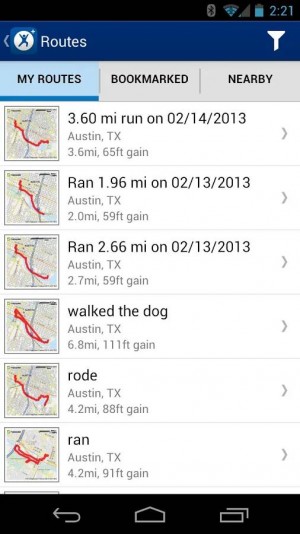 2:21
Routes
MY ROUTES BOOKMARKED NEARBY
3.60 mi run on 02/14/2013
Austin, TX
3.6mi, 65ft gain
Ran 1.96 mi on 02/13/2013
Austin, TX
2.0mi, 59ft gain
Ran 2.66 mi on 02/13/2013
Austin, TX
2.7mi, 59ft gain
walked the dog
Austin, TX
6.8mi, 111ft gain
rode
Austin, TX
4.2mi, 88ft gain
ran
Austin, TX
4.2mi, 91ft gain